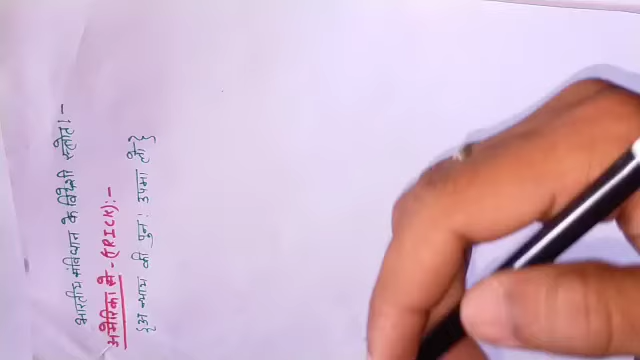 भारतीय संविधान के विदेशी स्त्रोत :-
अमेरिका से - (TRICK) :-
{अ न्याय की पुन : उपमा लो}